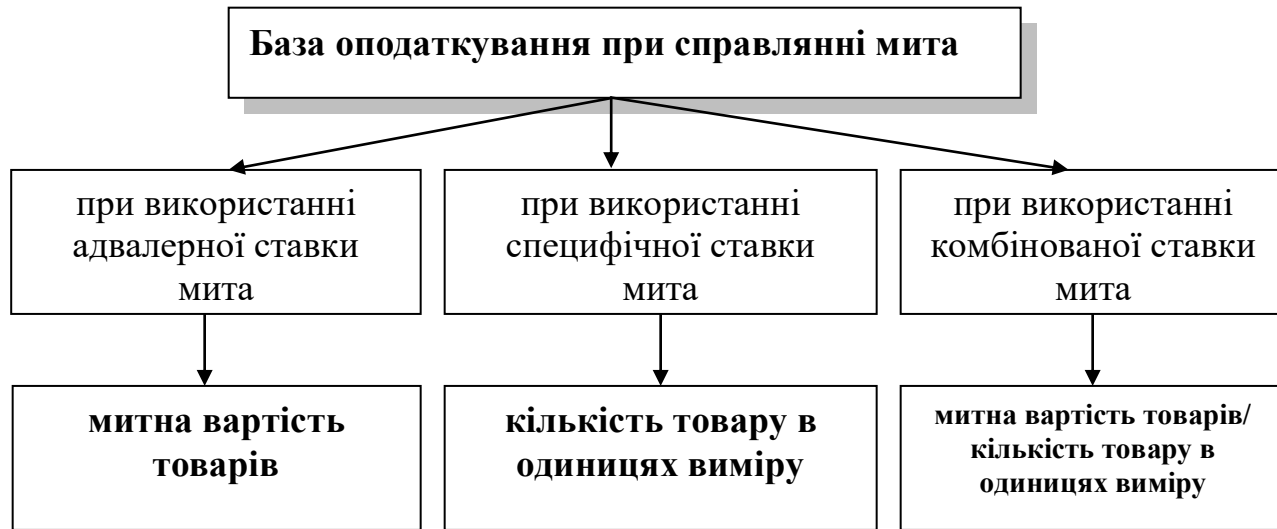 База оподаткування при справлянні мита
при використанні
адвалерної ставки
мита
при використанні
специфічної ставки
мита
при використанні
комбінованої ставки
мита
митна вартість
товарів
кількість товару в
одиницях виміру
митна вартість товарів/
кількість товару в
одиницях виміру